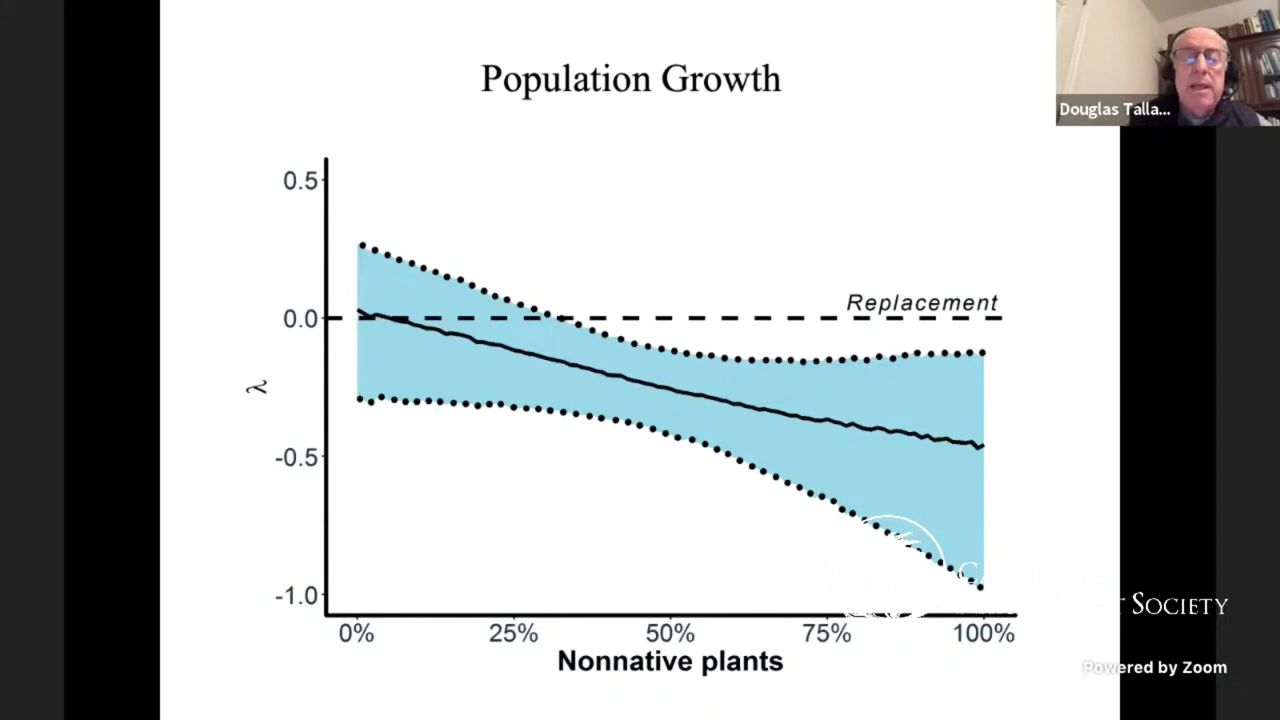 Population Growth
Douglas Talla...
0.5
Replacement
0.0
λ
-0.5
-1.0
0%
25%
50%
75%
100%
Nonnative plants
SOCIETY
Powered by Zoom